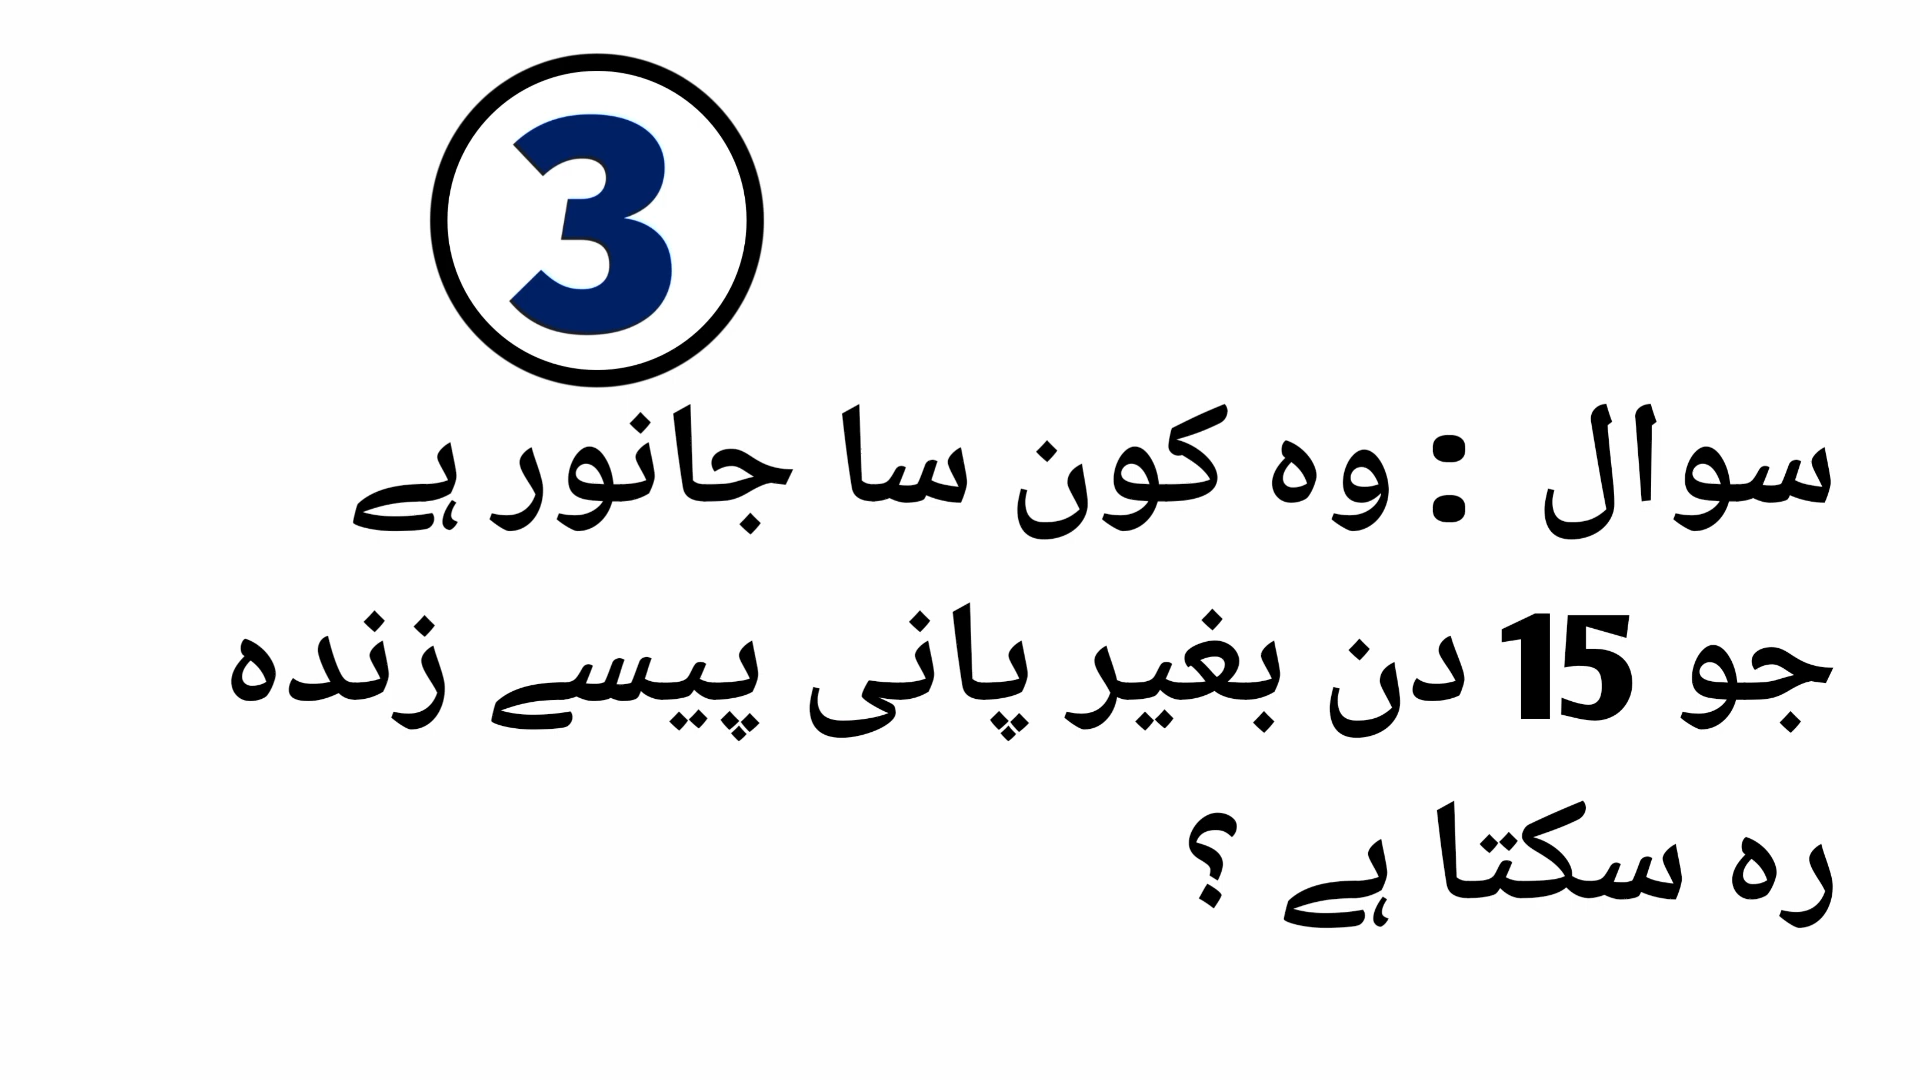 3
سوال : وہ کون سا جانور ہے
جو 15 دن بغیر پانی پیسے زندہ
رہ سکتا ہے ؟